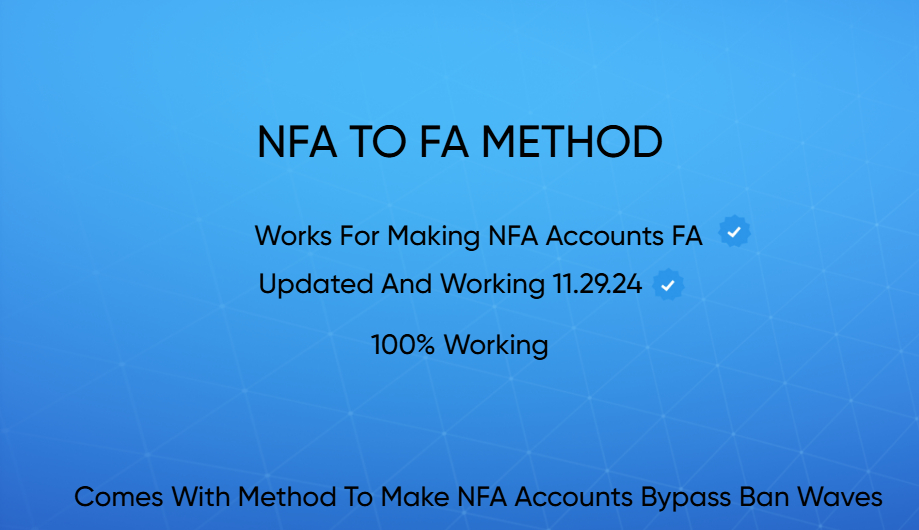 NFA TO FA METHOD
Works For Making NFA Accounts FA
Updated And Working 11.29.24
100% Working
Comes With Method To Make NFA Accounts Bypass Ban Waves